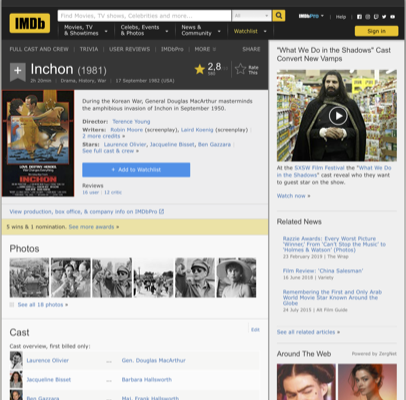 IMDb
Find Movies, TV shows, Celebrities and more...
All
IMDbPro
Help
Movies, TV
& Showtimes
Celebs, Events
& Photos
News &
Community
Watchlist
Sign in
FULL CAST AND CREW | TRIVIA | USER REVIEWS | IMDbPro | MORE
SHARE
Inchon (1981)
2,8
Rate
This
2h 20min | Drama, History, War | 17 September 1982 (USA)
During the Korean War, General Douglas MacArthur masterminds
the amphibious invasion of Inchon in September 1950.
Director: Terence Young
Writers: Robin Moore (screenplay), Laird Koenig (screenplay)
2 more credits »
Stars: Laurence Olivier, Jacqueline Bisset, Ben Gazzara
See full cast & crew »
+ Add to Watchlist
Reviews
16 user | 12 critic
INCHON
View production, box office, & company info on IMDbPro
5 wins & 1 nomination. See more awards »
Photos
See all 18 photos »
Cast
Edit
Cast overview, first billed only:
Laurence Olivier ... Gen. Douglas MacArthur
Jacqueline Bisset ... Barbara Hallsworth
Ben Gazzara ... Maj. Frank Hallsworth
"What We Do in the Shadows" Cast
Convert New Vamps
At the SXSW Film Festival the "What We Do
in the Shadows" cast reveal who they want
to guest star on the show.
Watch now »
Related News
Razzie Awards: Every Worst Picture
'Winner,' From 'Can't Stop the Music' to
'Holmes & Watson' (Photos)
23 February 2019 | The Wrap
Film Review: 'China Salesman'
16 June 2018 | Variety
Remembering the First and Only Arab
World Movie Star Known Around the
Globe
24 July 2015 | Alt Film Guide
See all related articles »
Around The Web
Powered by ZergNet